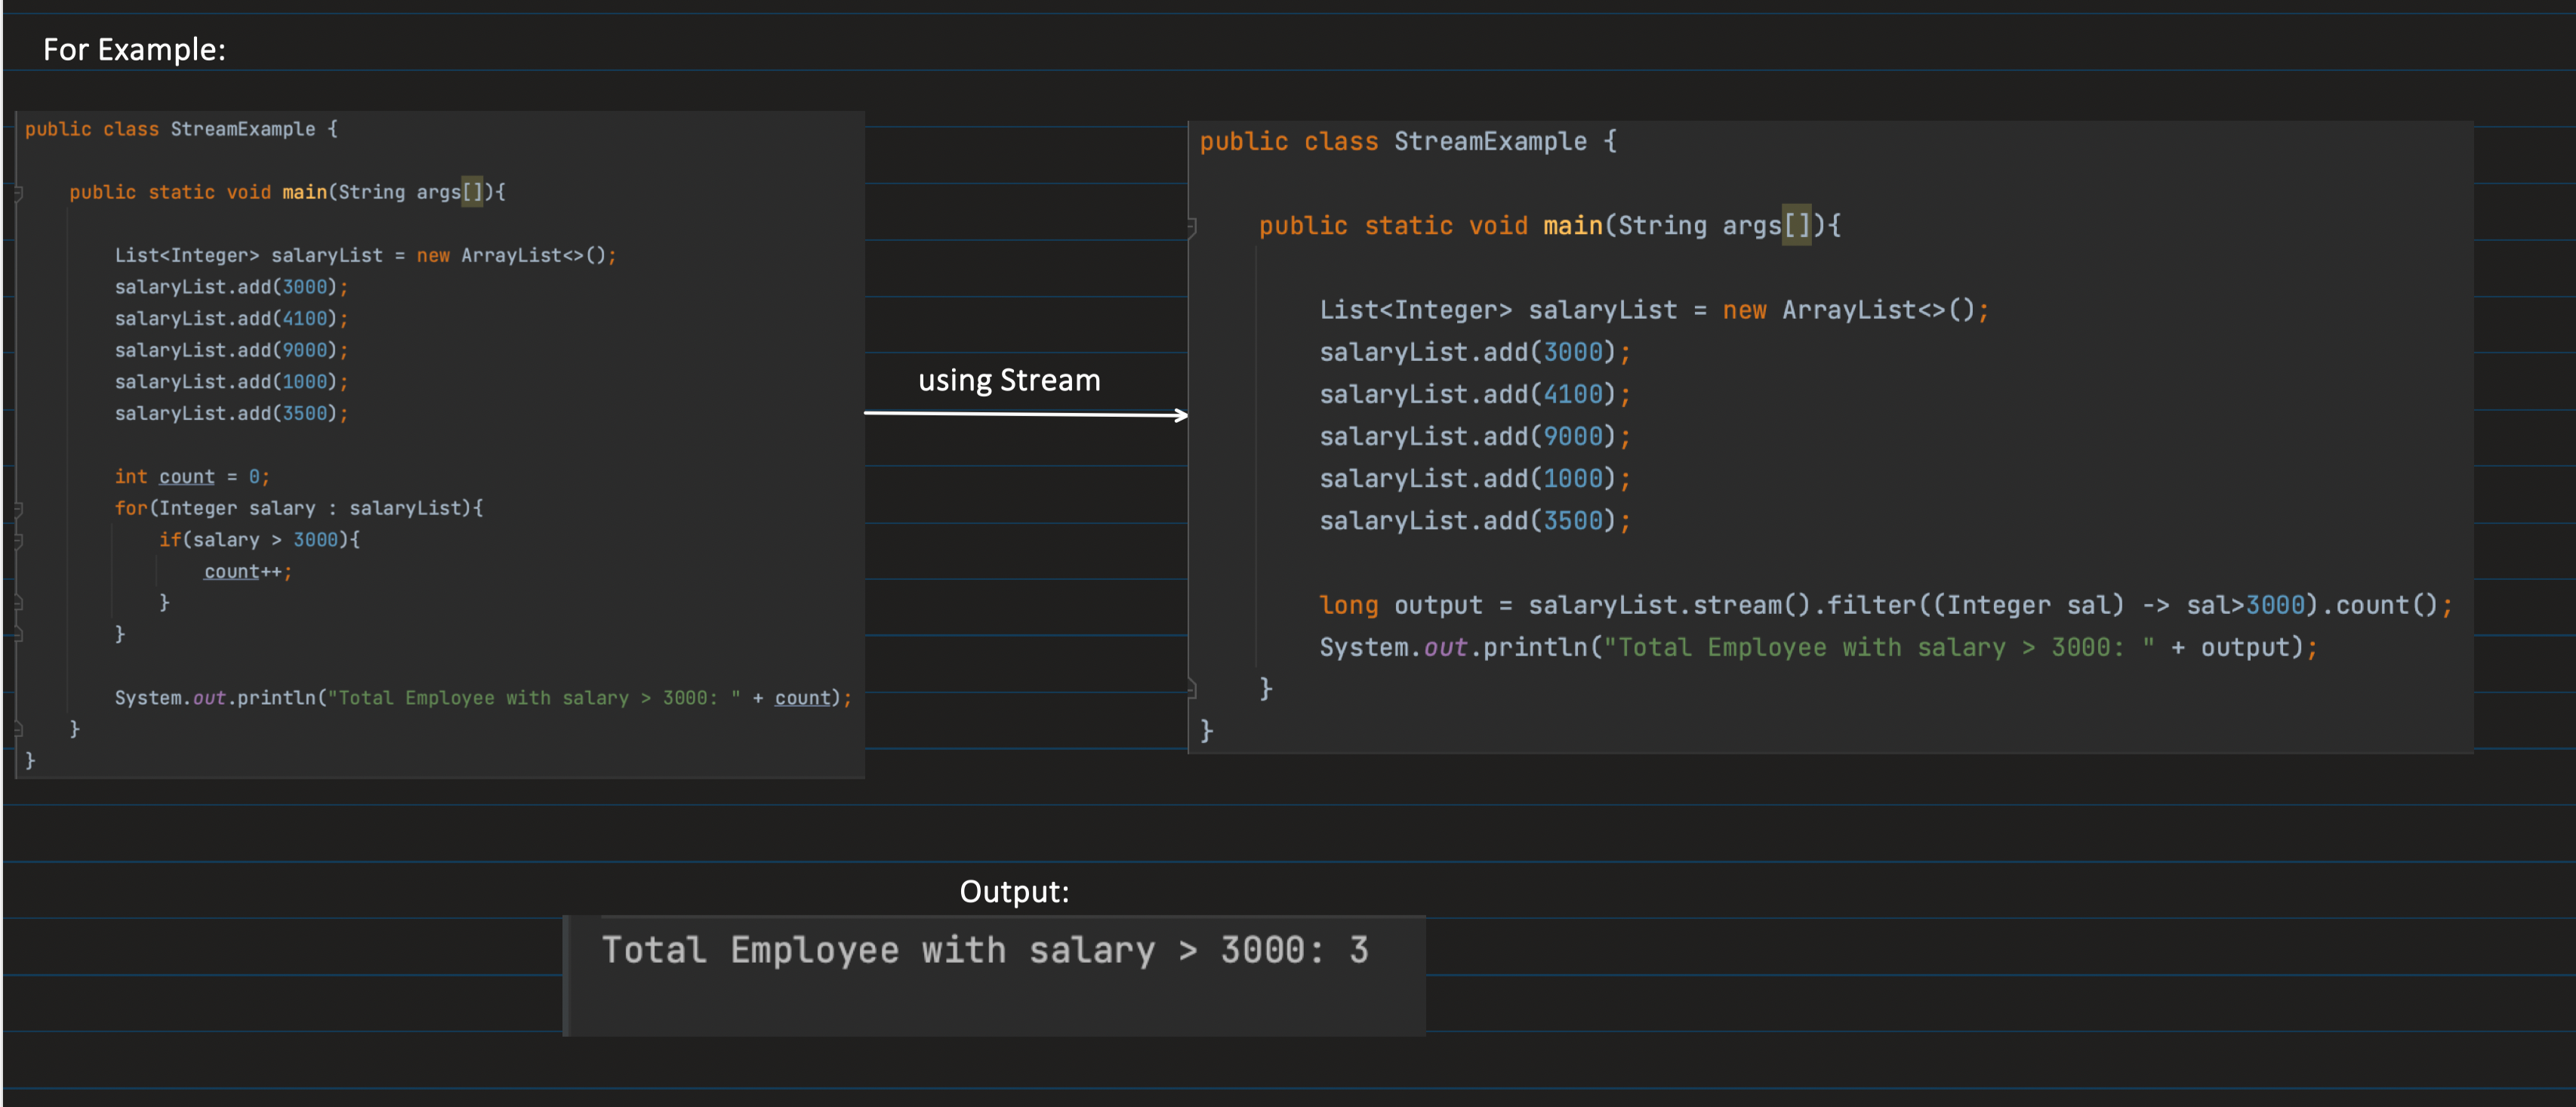 For Example:
public class StreamExample {
public static void main(String args[]){
List<Integer> salaryList = new ArrayList<>();
salaryList.add(3000);
salaryList.add(4100);
salaryList.add(9000);
salaryList.add(1000);
salaryList.add(3500);
int count = 0;
for(Integer salary : salaryList){
if(salary > 3000){
count++;
}
}
System.out.println("Total Employee with salary > 3000: " + count);
}
}
using Stream
public class StreamExample {
public static void main(String args[]){
List<Integer> salaryList = new ArrayList<>();
salaryList.add(3000);
salaryList.add(4100);
salaryList.add(9000);
salaryList.add(1000);
salaryList.add(3500);
long output = salaryList.stream().filter((Integer sal) -> sal>3000).count();
System.out.println("Total Employee with salary > 3000: " + output);
}
}
Output:
Total Employee with salary > 3000: 3